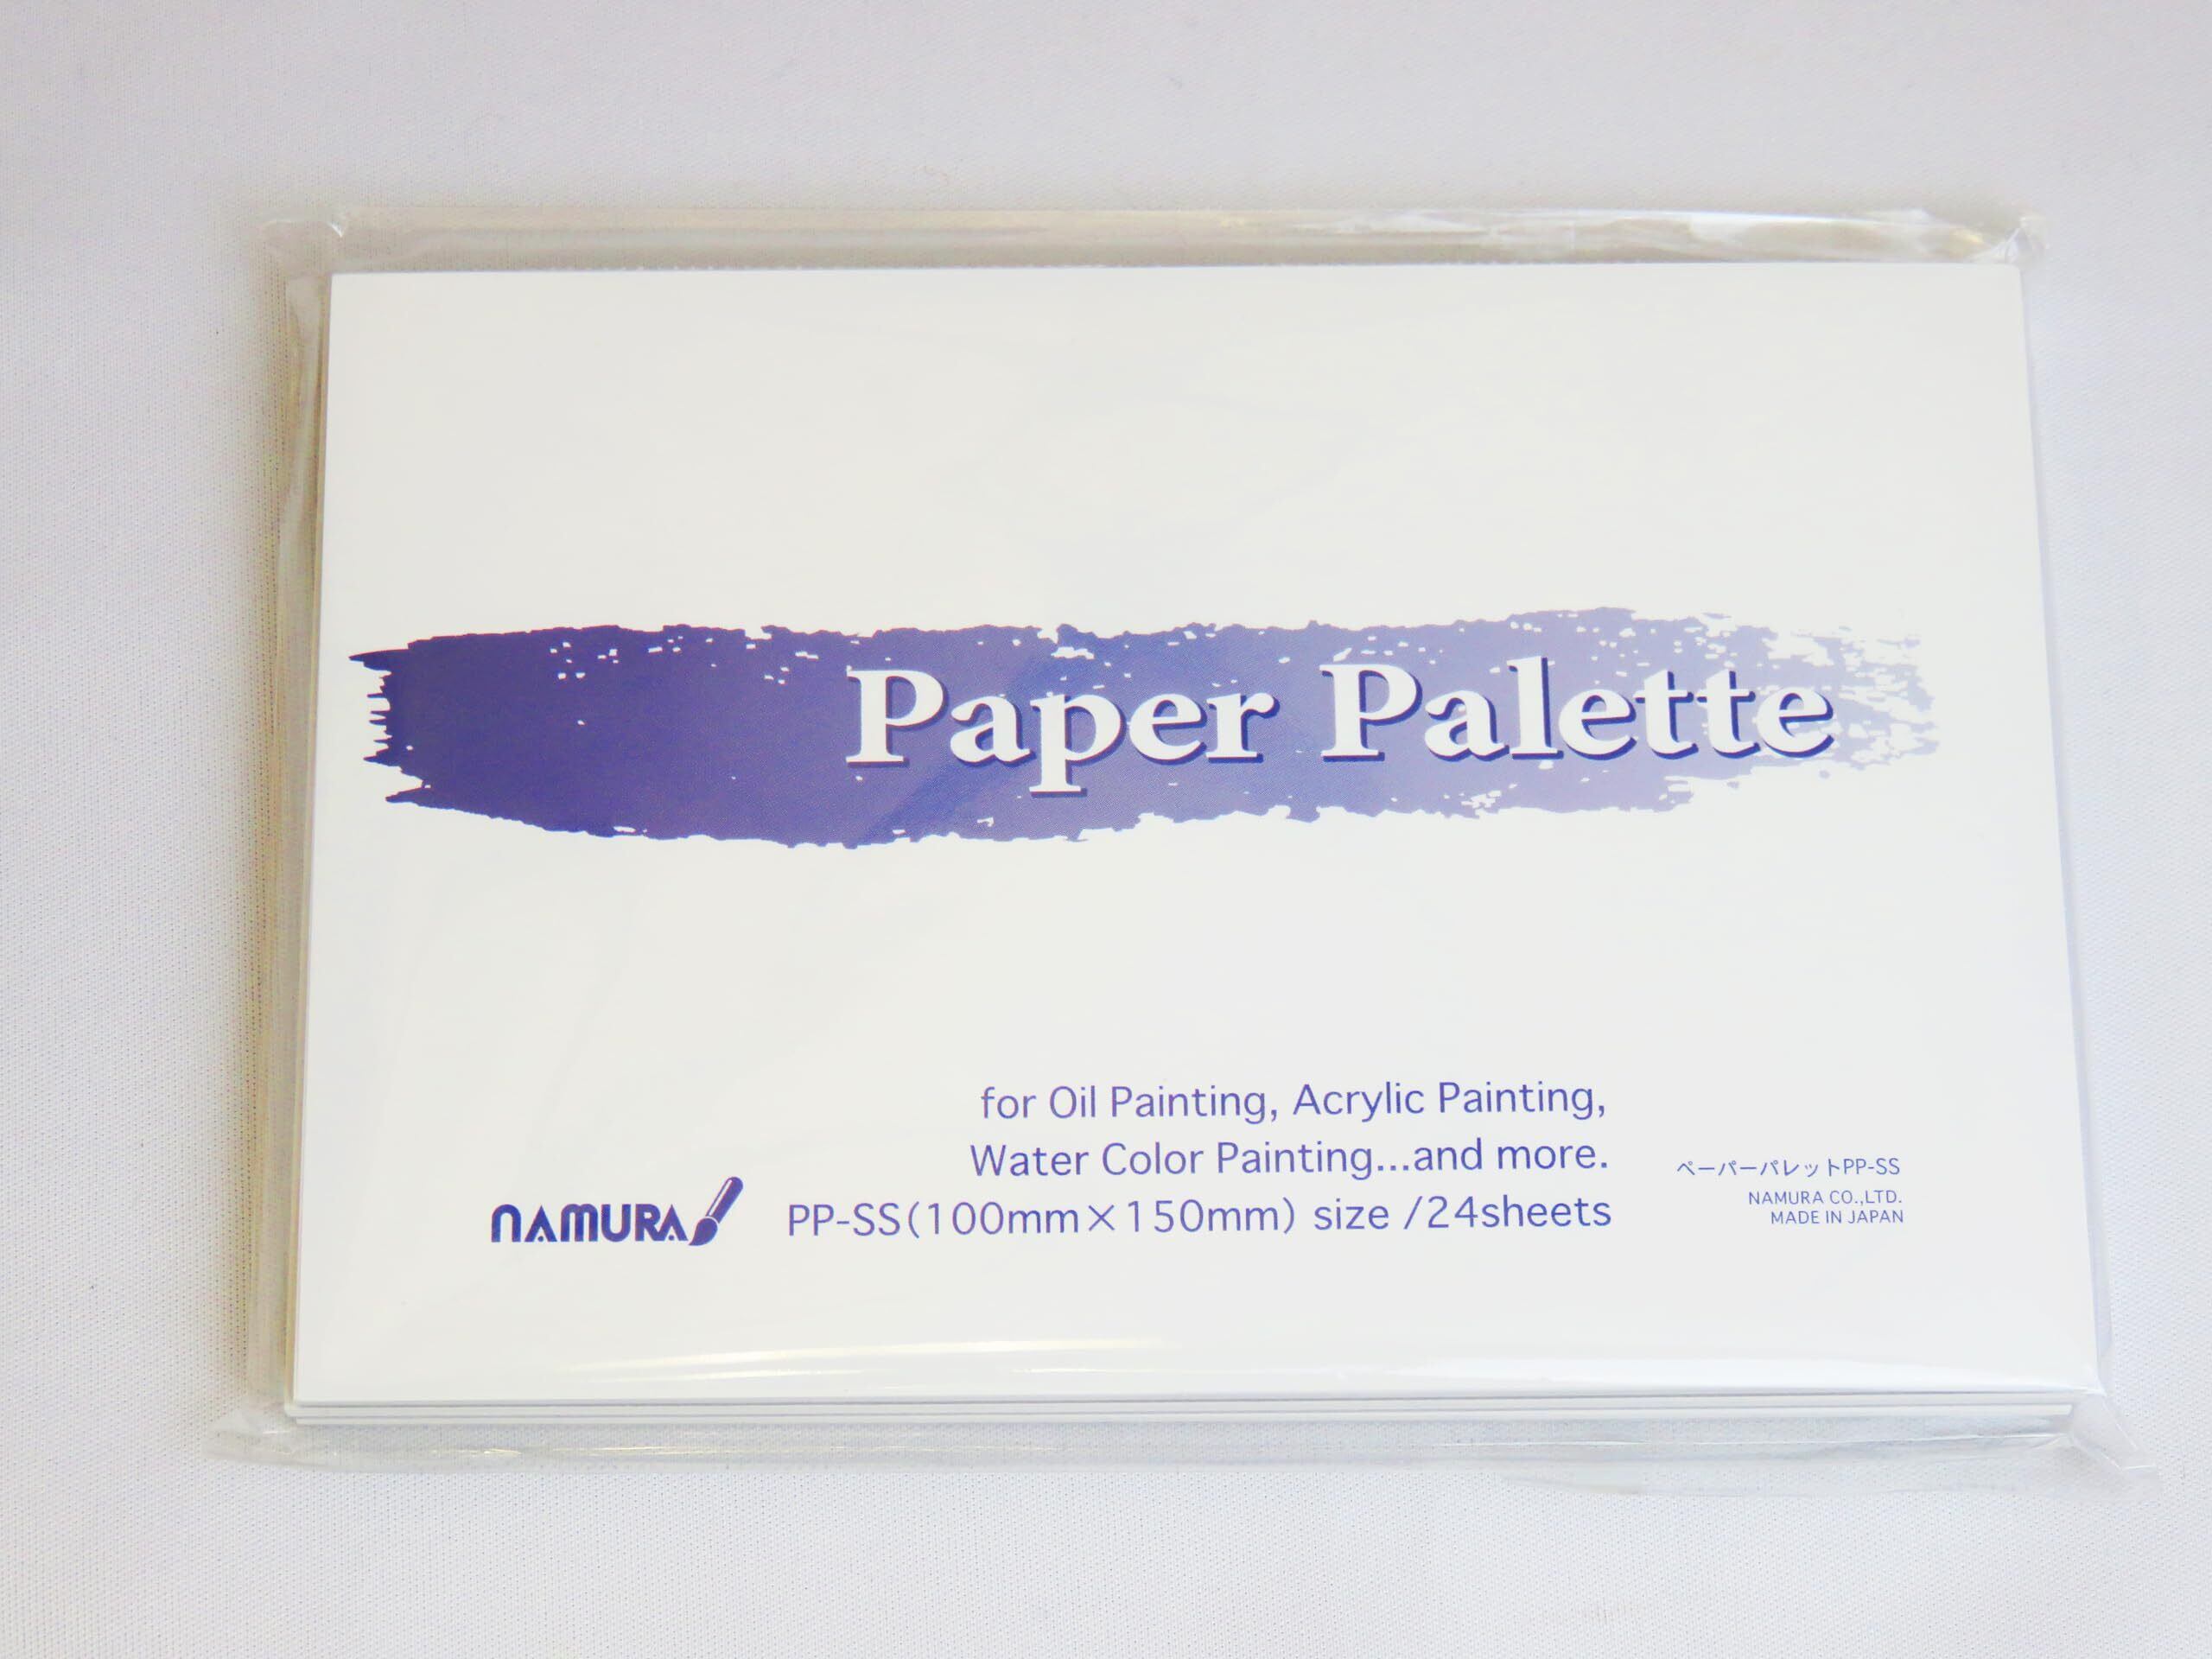 Paper Palette
for Oil Painting, Acrylic Painting,
Water Color Painting...and more.
NAMURA PP-SS(100mm×150mm) size /24sheets
ペーパーパレットPP-SS
NAMURA CO.,LTD.
MADE IN JAPAN